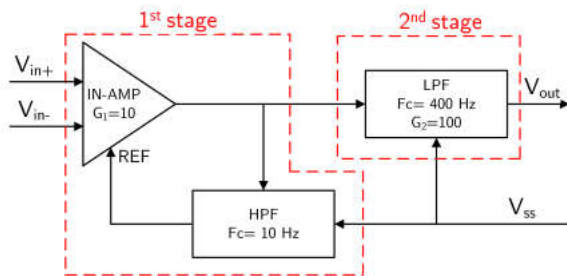 1st stage
2nd stage
Vin+
Vin-
IN-AMP
G1=10
REF
LPF
Fc= 400 Hz
G2=100
Vout
HPF
Fc= 10 Hz
Vss